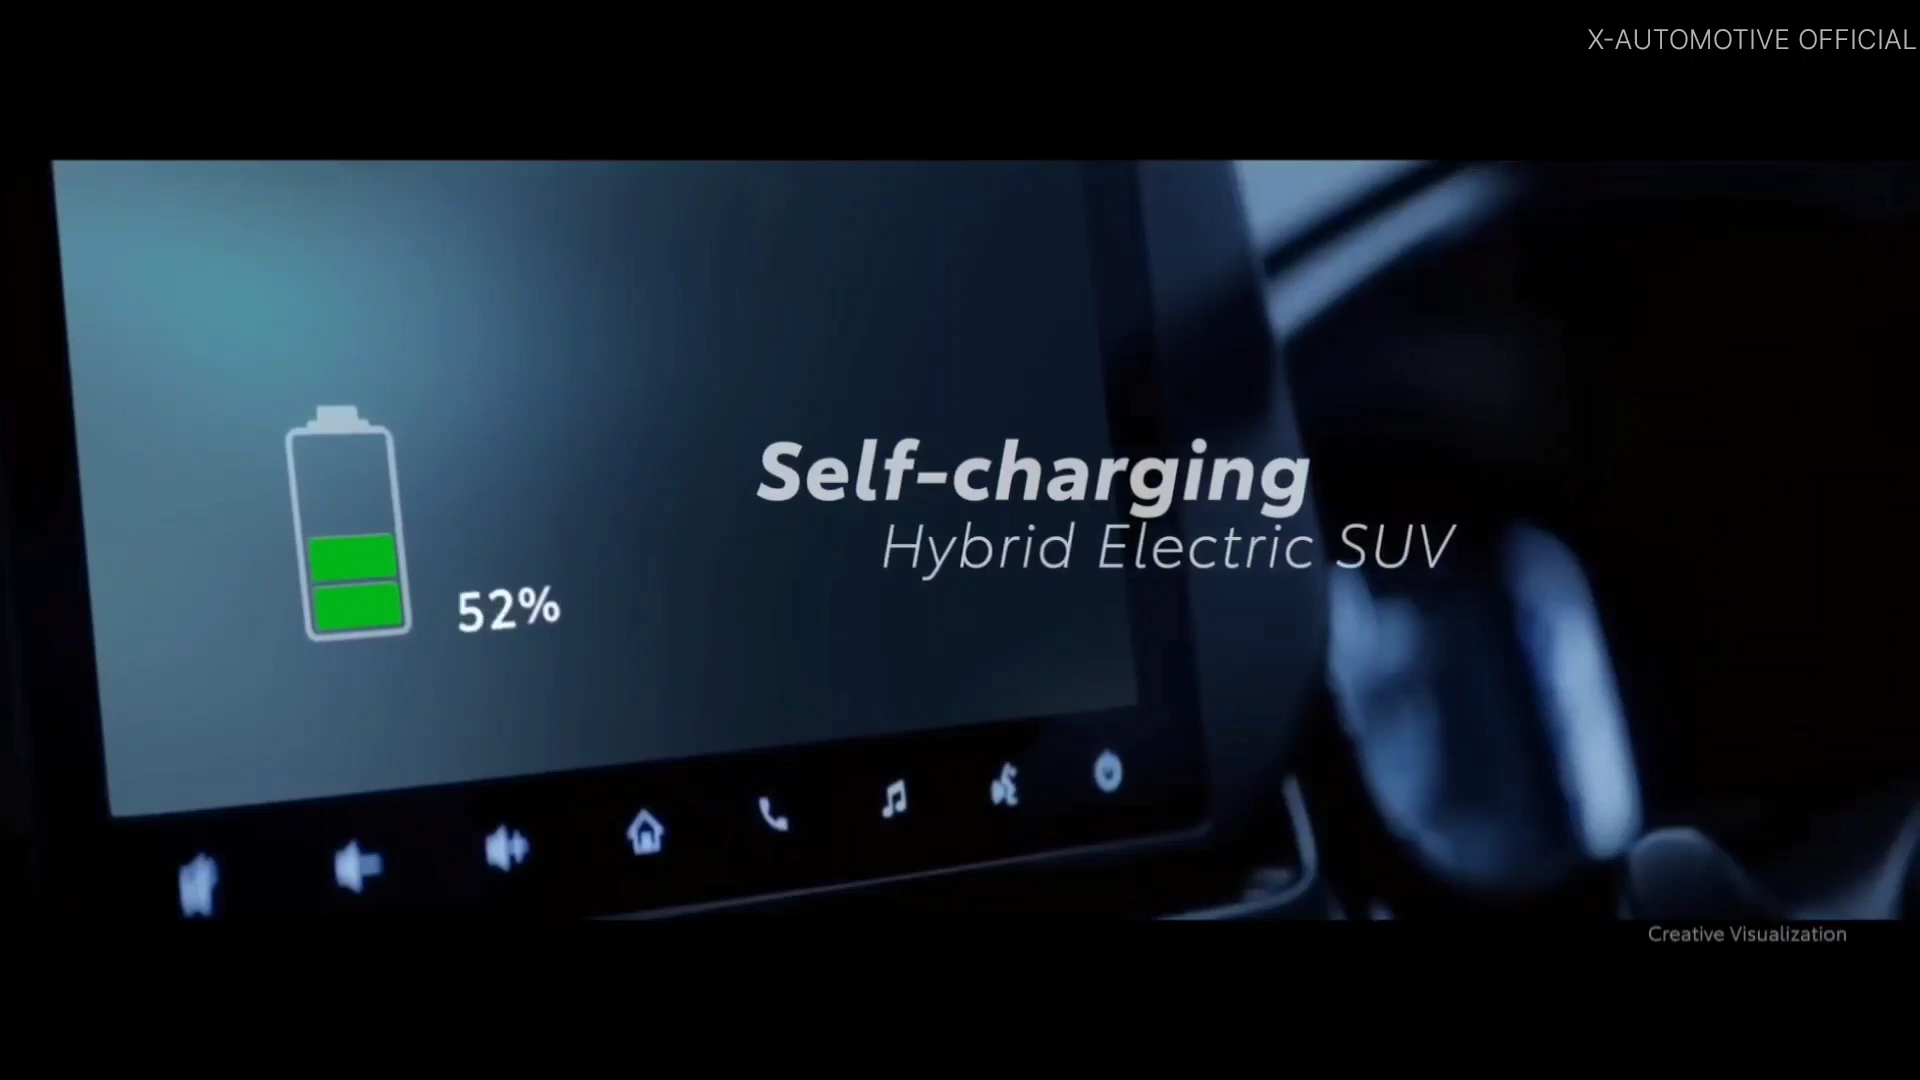 X-AUTOMOTIVE OFFICIAL
Self-charging
Hybrid Electric SUV
52%
Creative Visualization